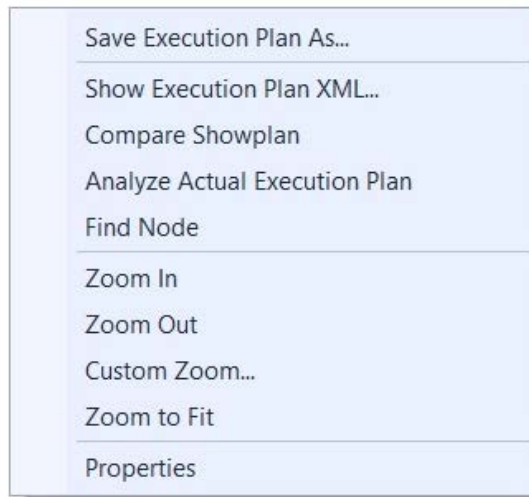 Save Execution Plan As...
Show Execution Plan XML...
Compare Showplan
Analyze Actual Execution Plan
Find Node
Zoom In
Zoom Out
Custom Zoom...
Zoom to Fit
Properties